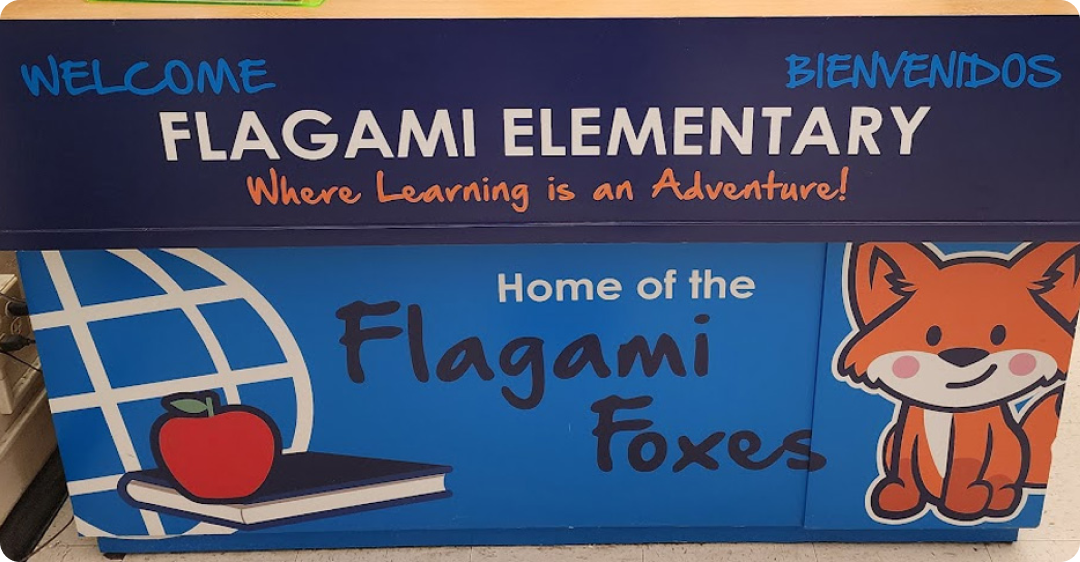 WELCOME
BIENVENIDOS
FLAGAMI ELEMENTARY
Where Learning is an Adventure!
Home of the
Flagami
Foxes